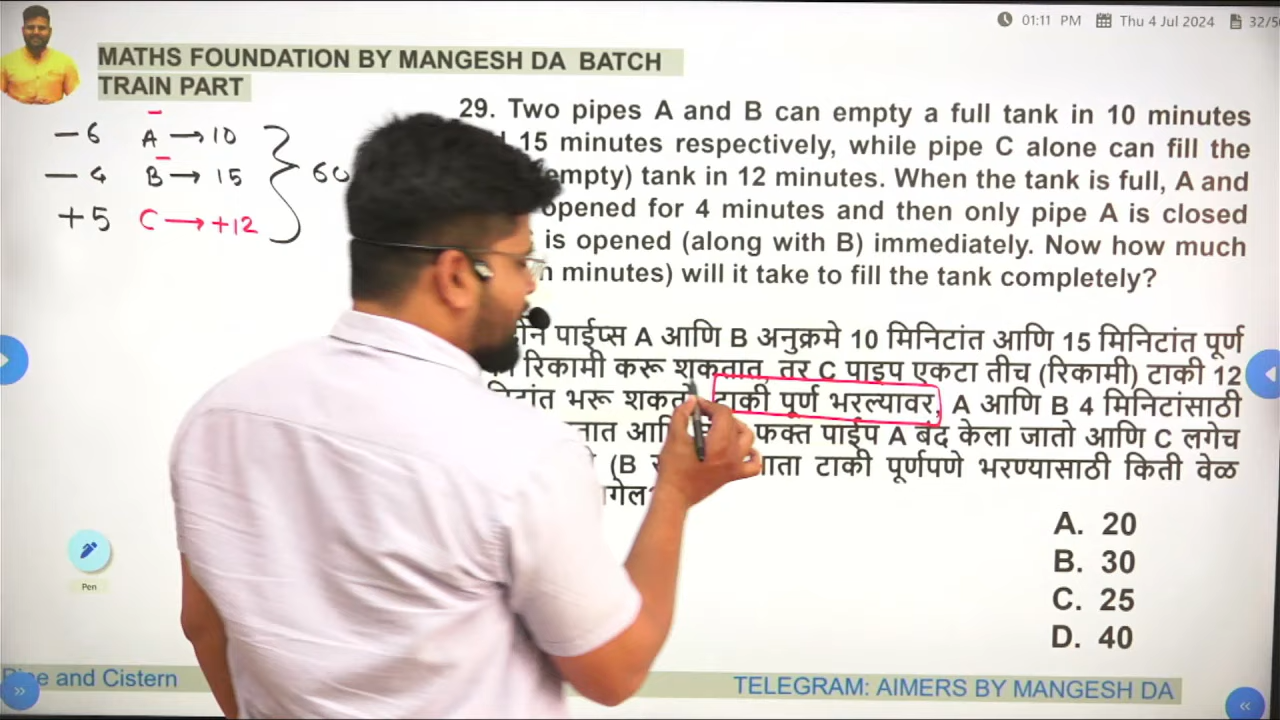 01:11 PM Thu 4 Jul 2024 32/5
MATHS FOUNDATION BY MANGESH DA BATCH
TRAIN PART
– 6 A → 10
– 4 B → 15
+5 C → +12
60
29. Two pipes A and B can empty a full tank in 10 minutes
15 minutes respectively, while pipe C alone can fill the
empty) tank in 12 minutes. When the tank is full, A and
opened for 4 minutes and then only pipe A is closed
is opened (along with B) immediately. Now how much
minutes) will it take to fill the tank completely?
पाईप्स A आणि B अनुक्रमे 10 मिनिटांत आणि 15 मिनिटांत पूर्ण
रिकामी करू शकतात, तर C पाइप एकटा तीच (रिकामी) टाकी 12
भरू टाकी पूर्ण भरल्यावर, A आणि B 4 मिनिटांसाठी
फक्त पाईप A बंद केला जातो आणि C लगेच
(B टाकी पूर्णपणे भरण्यासाठी किती वेळ
A. 20
B. 30
C. 25
D. 40
Pen
and Cistern
TELEGRAM: AIMERS BY MANGESH DA